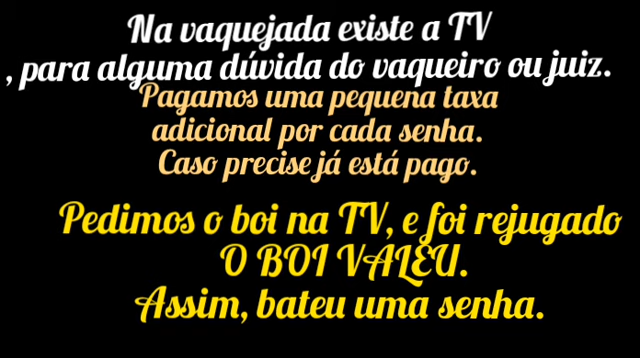 Na vaquejada existe a TV
, para alguma dúvida do vaqueiro ou juiz.
Pagamos uma pequena taxa
adicional por cada senha.
Caso precise já está pago.
Pedimos o boi na TV, e foi rejugado
O BOI VALEU.
Assim, bateu uma senha.